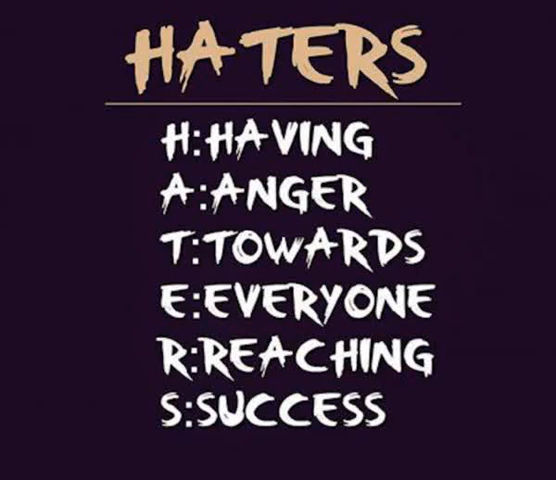 HATERS
H:HAVING
A:ANGER
T:TOWARDS
E:EVERYONE
R:REACHING
S:SUCCESS